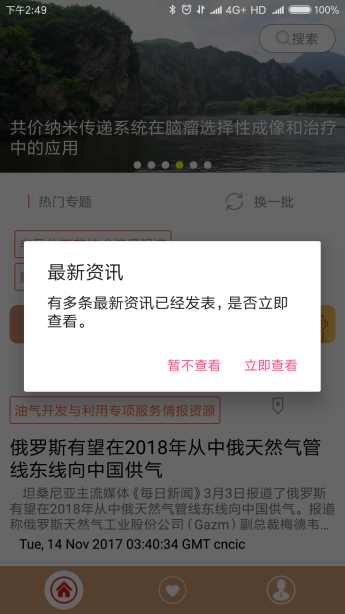 下午2:49
4G+ HD
100%
搜索
共价纳米传递系统在脑瘤选择性成像和治疗
中的应用
热门专题
换一批
最新资讯
有多条最新资讯已经发表，是否立即
查看。
暂不查看
立即查看
油气开发与利用专项服务情报资源
俄罗斯有望在2018年从中俄天然气管
线东线向中国供气
坦桑尼亚主流媒体《每日新闻》3月3日报道了俄罗斯
有望在2018年从中俄天然气管线东线向中国供气。报道
称俄罗斯天然气工业股份公司（Gazm）副总裁梅德韦...
Tue, 14 Nov 2017 03:40:34 GMT cncic